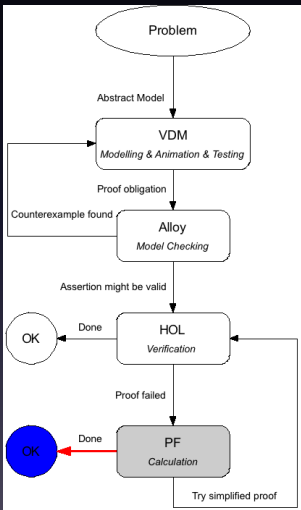 Problem
Abstract Model
VDM
Modelling & Animation & Testing
Proof obligation
Counterexample found
Alloy
Model Checking
Assertion might be valid
HOL
Verification
Done
OK
Proof failed
PF
Calculation
Done
OK
Try simplified proof